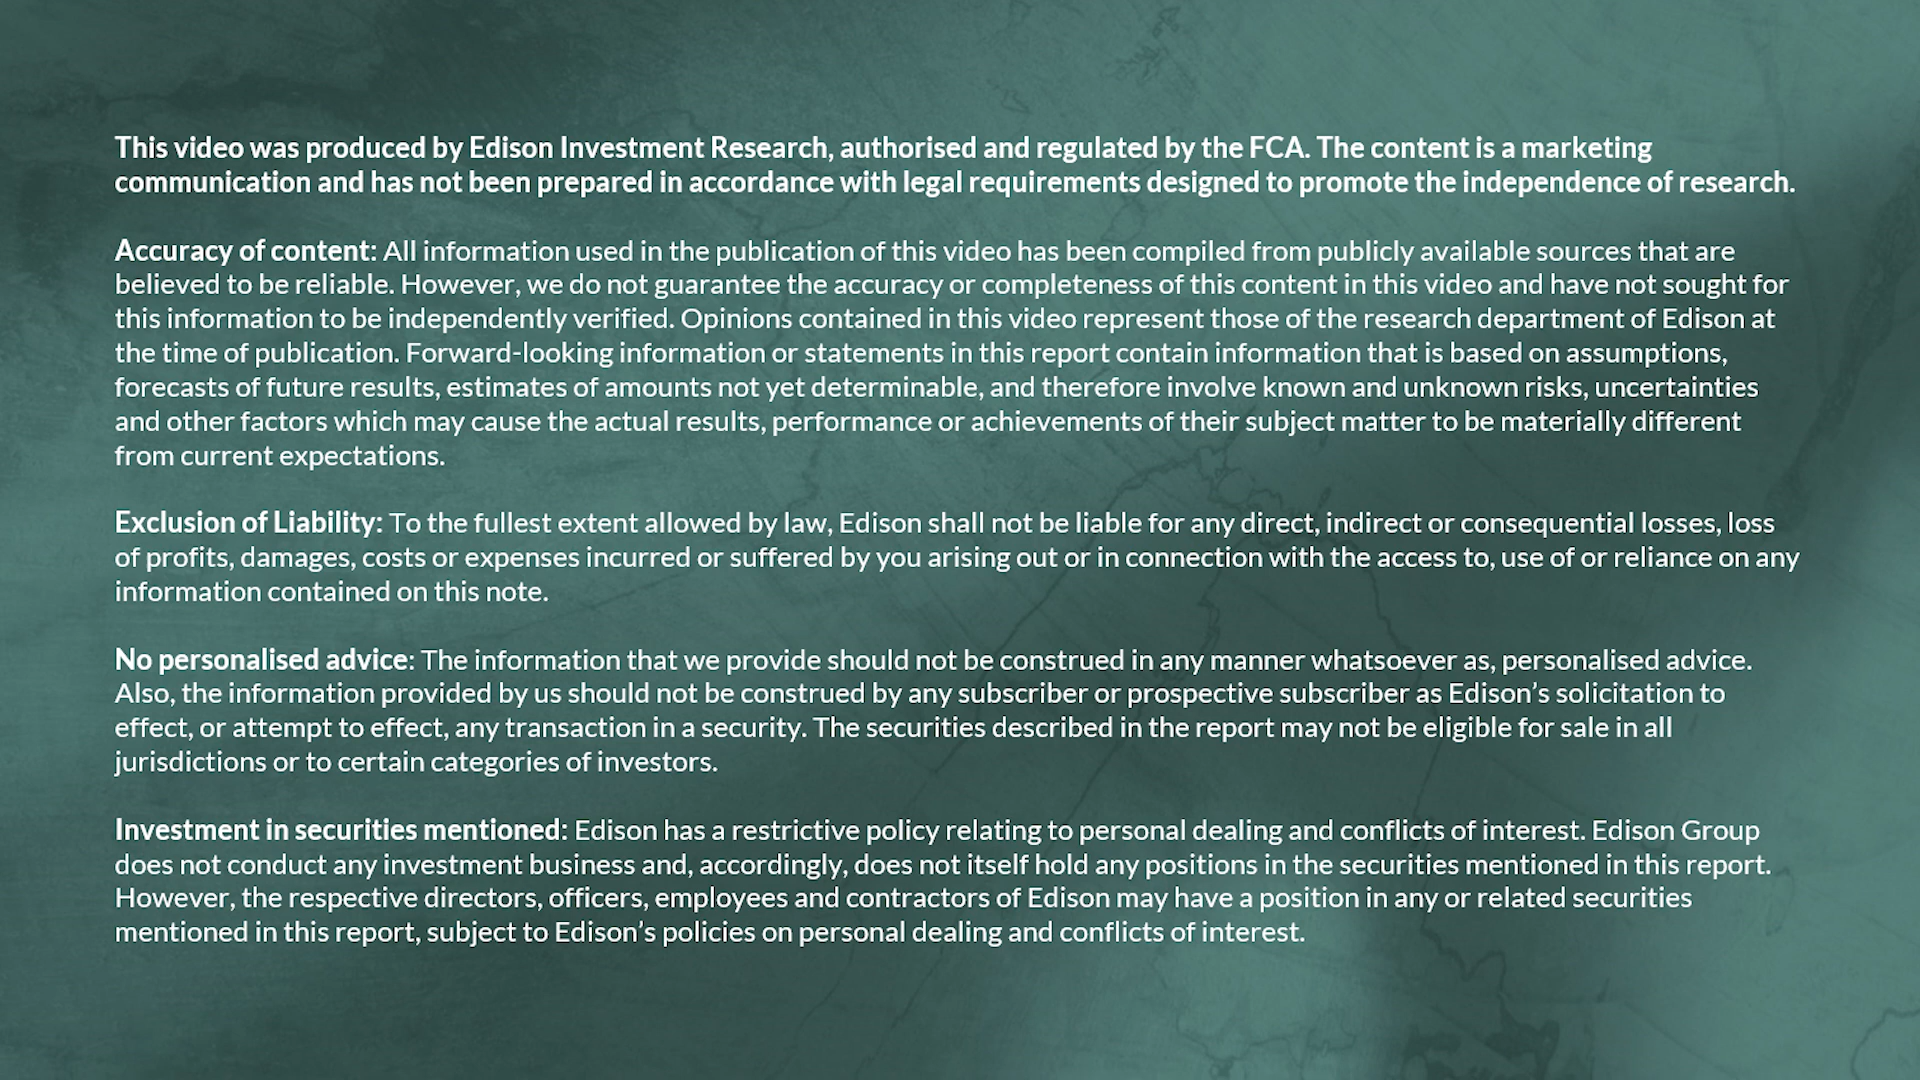 This video was produced by Edison Investment Research, authorised and regulated by the FCA. The content is a marketing
communication and has not been prepared in accordance with legal requirements designed to promote the independence of research.
Accuracy of content: All information used in the publication of this video has been compiled from publicly available sources that are
believed to be reliable. However, we do not guarantee the accuracy or completeness of this content in this video and have not sought for
this information to be independently verified. Opinions contained in this video represent those of the research department of Edison at
the time of publication. Forward-looking information or statements in this report contain information that is based on assumptions,
forecasts of future results, estimates of amounts not yet determinable, and therefore involve known and unknown risks, uncertainties
and other factors which may cause the actual results, performance or achievements of their subject matter to be materially different
from current expectations.
Exclusion of Liability: To the fullest extent allowed by law, Edison shall not be liable for any direct, indirect or consequential losses, loss
of profits, damages, costs or expenses incurred or suffered by you arising out or in connection with the access to, use of or reliance on any
information contained on this note.
No personalised advice: The information that we provide should not be construed in any manner whatsoever as, personalised advice.
Also, the information provided by us should not be construed by any subscriber or prospective subscriber as Edison’s solicitation to
effect, or attempt to effect, any transaction in a security. The securities described in the report may not be eligible for sale in all
jurisdictions or to certain categories of investors.
Investment in securities mentioned: Edison has a restrictive policy relating to personal dealing and conflicts of interest. Edison Group
does not conduct any investment business and, accordingly, does not itself hold any positions in the securities mentioned in this report.
However, the respective directors, officers, employees and contractors of Edison may have a position in any or related securities
mentioned in this report, subject to Edison’s policies on personal dealing and conflicts of interest.